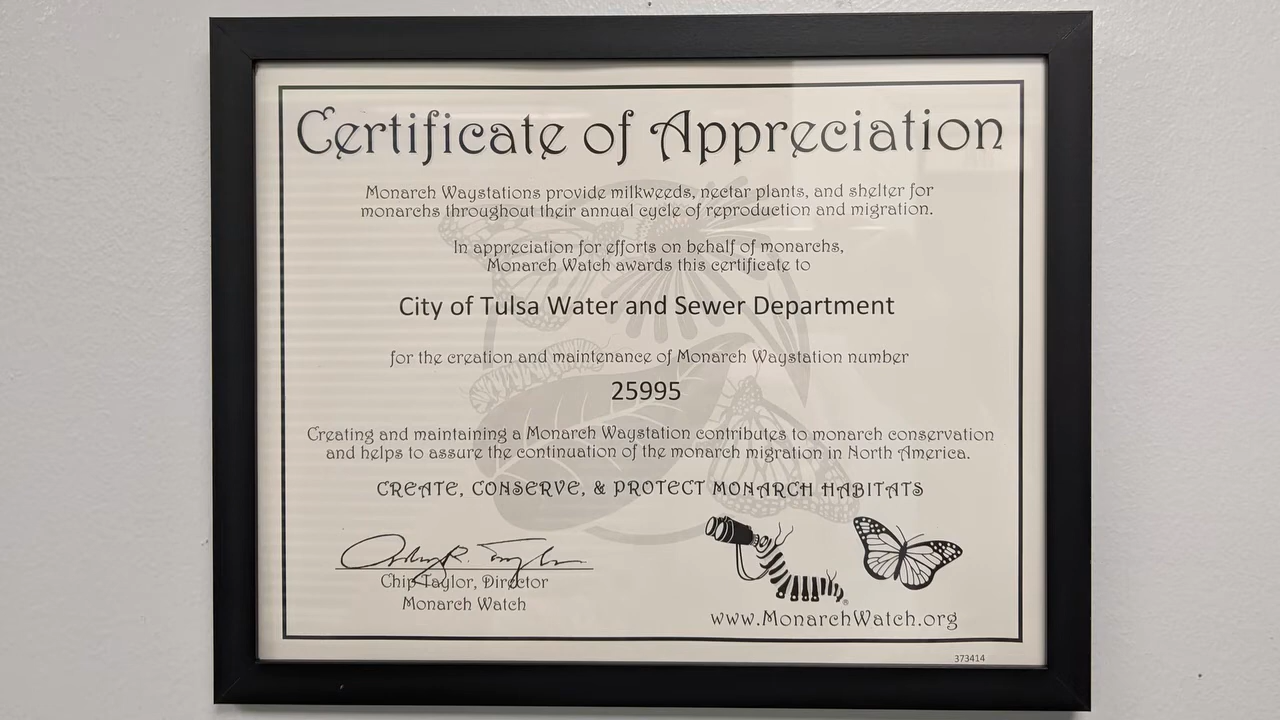 Certificate of Appreciation
Monarch Waystations provide milkweeds, nectar plants, and shelter for
monarchs throughout their annual cycle of reproduction and migration.
In appreciation for efforts on behalf of monarchs,
Monarch Watch awards this certificate to
City of Tulsa Water and Sewer Department
for the creation and maintenance of Monarch Waystation number
25995
Creating and maintaining a Monarch Waystation contributes to monarch conservation
and helps to assure the continuation of the monarch migration in North America.
CREATE, CONSERVE, & PROTECT MONARCH HABITATS
Chip Taylor, Director
Monarch Watch
www.MonarchWatch.org
373414